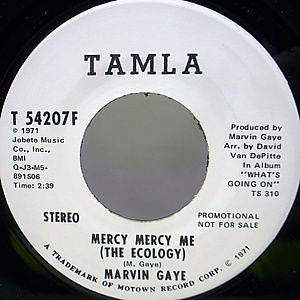 TAMLA
T 54207F
℗ 1971
Jobete Music
Co., Inc.,
BMI
Q-J3-M5-
891S06
Time: 2:39
Produced by
Marvin Gaye
Arr. by David
Van DePitte
In Album
"WHAT'S
GOING ON"
TS 310
STEREO
PROMOTIONAL
NOT FOR SALE
MERCY MERCY ME
(THE ECOLOGY)
(M. Gaye)
MARVIN GAYE
A TRADEMARK OF MOTOWN RECORD CORP. © 1971